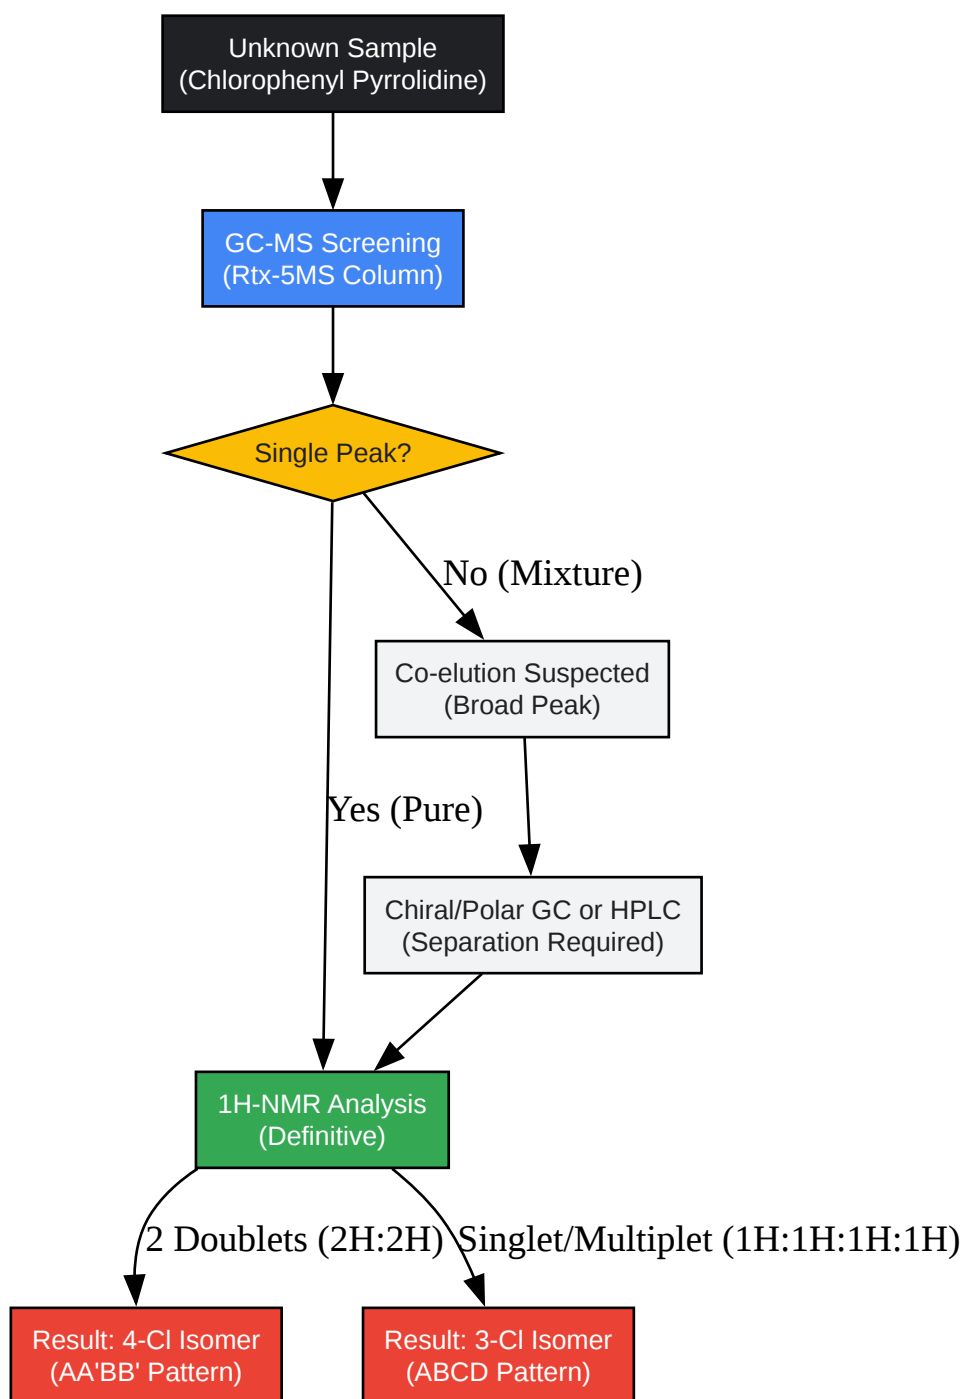 Unknown Sample
(Chlorophenyl Pyrrolidine)
GC-MS Screening
(Rtx-5MS Column)
Single Peak?
No (Mixture)
Co-elution Suspected
(Broad Peak)
Yes (Pure)
Chiral/Polar GC or HPLC
(Separation Required)
1H-NMR Analysis
(Definitive)
2 Doublets (2H:2H)
Singlet/Multiplet (1H:1H:1H:1H)
Result: 4-Cl Isomer
(AA'BB' Pattern)
Result: 3-Cl Isomer
(ABCD Pattern)